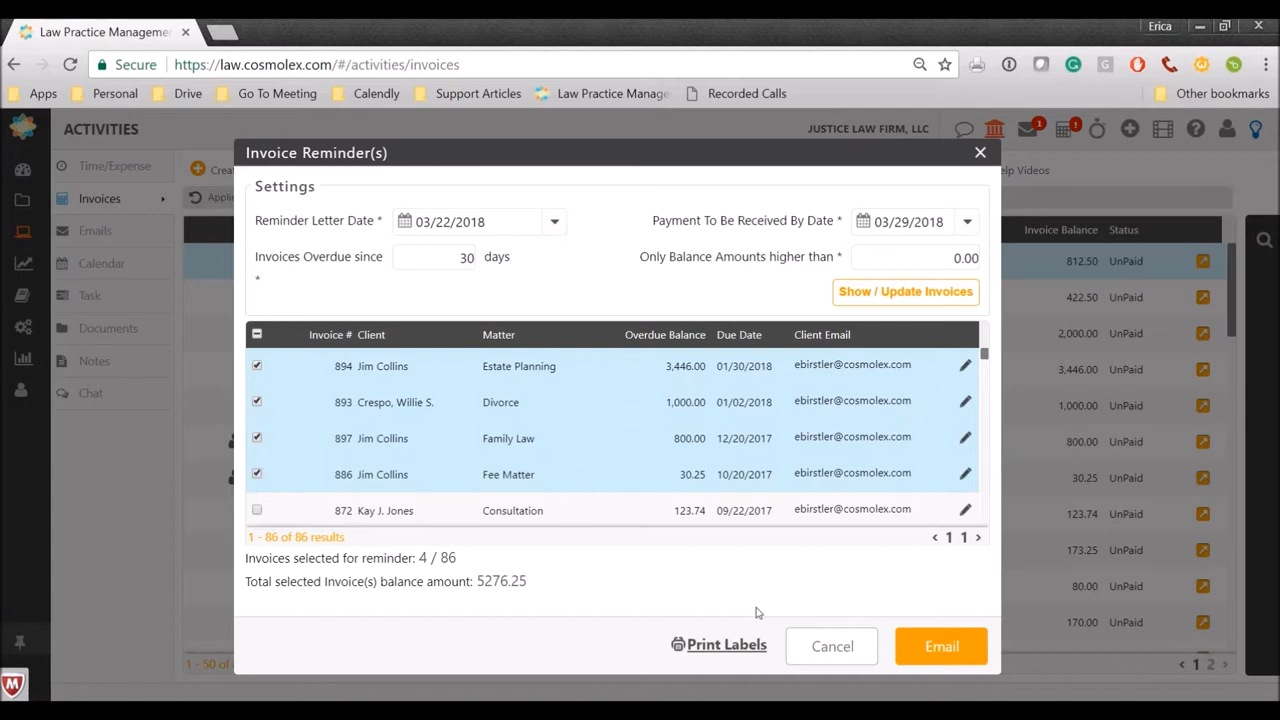 Law Practice Manageme
Erica
Secure https://law.cosmolex.com/#/activities/invoices
Apps Personal Drive Go To Meeting Calendly Support Articles Law Practice Manage Recorded Calls Other bookmarks
ACTIVITIES JUSTICE LAW FIRM, LLC 1 !
Time/Expense
Invoices
Emails
Calendar
Task
Documents
Notes
Chat
Invoice Reminder(s)
Settings
Reminder Letter Date * 03/22/2018 Payment To Be Received By Date * 03/29/2018
Invoices Overdue since 30 days Only Balance Amounts higher than * 0.00
*
Show / Update Invoices
Invoice # Client Matter Overdue Balance Due Date Client Email
894 Jim Collins Estate Planning 3,446.00 01/30/2018 ebirstler@cosmolex.com
893 Crespo, Willie S. Divorce 1,000.00 01/02/2018 ebirstler@cosmolex.com
897 Jim Collins Family Law 800.00 12/20/2017 ebirstler@cosmolex.com
886 Jim Collins Fee Matter 30.25 10/20/2017 ebirstler@cosmolex.com
872 Kay J. Jones Consultation 123.74 09/22/2017 ebirstler@cosmolex.com
1 - 86 of 86 results < 1 1 >
Invoices selected for reminder: 4 / 86
Total selected Invoice(s) balance amount: 5276.25
Print Labels Cancel Email
Crea
Applie
elp Videos
Invoice Balance Status
812.50 UnPaid
422.50 UnPaid
2,000.00 UnPaid
3,446.00 UnPaid
1,000.00 UnPaid
800.00 UnPaid
30.25 UnPaid
123.74 UnPaid
173.25 UnPaid
80.00 UnPaid
170.00 UnPaid
1 - 50 of < 1 2 >